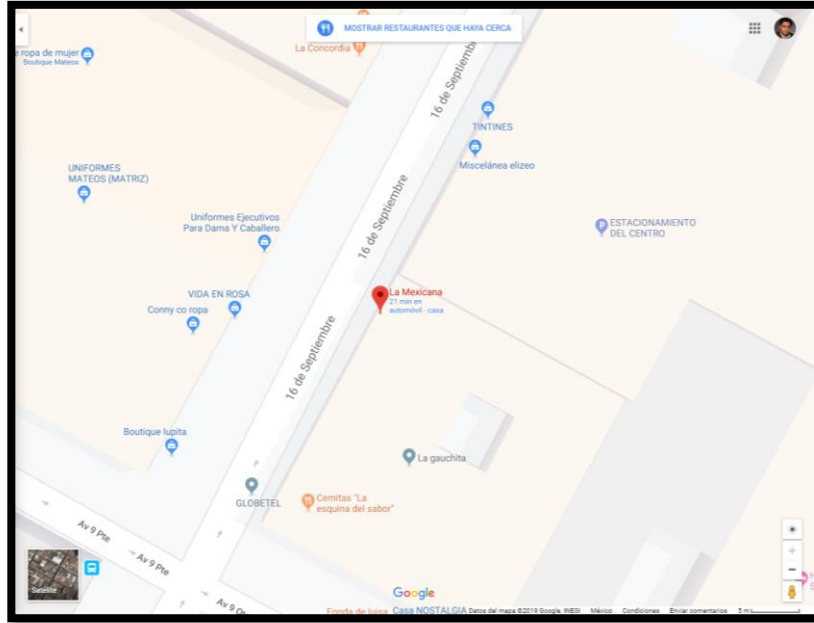 MOSTRAR RESTAURANTES QUE HAYA CERCA
La Concordia
ropa de mujer
Boutique Mateos
16 de Septiembre
TINTINES
Miscelánea elizeo
UNIFORMES
MATEOS (MATRIZ)
16 de Septiembre
Uniformes Ejecutivos
Para Dama Y Caballero
ESTACIONAMIENTO
DEL CENTRO
La Mexicana
21 min en
automóvil - casa
VIDA EN ROSA
Conny co ropa
16 de Septiembre
Boutique lupita
La gauchita
GLOBETEL
Cemitas "La
esquina del sabor"
Av 9 Pte
Av 9 Pte
Av 9
Satélite
Google
Fonda de luisa
Casa NOSTALGIA
Datos del mapa ©2019 Google, INEGI México Condiciones Enviar comentarios 5 m